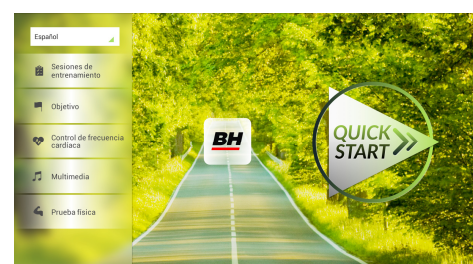 Español
Sesiones de
entrenamiento
Objetivo
Control de frecuencia
cardiaca
Multimedia
Prueba física
BH
QUICK
START